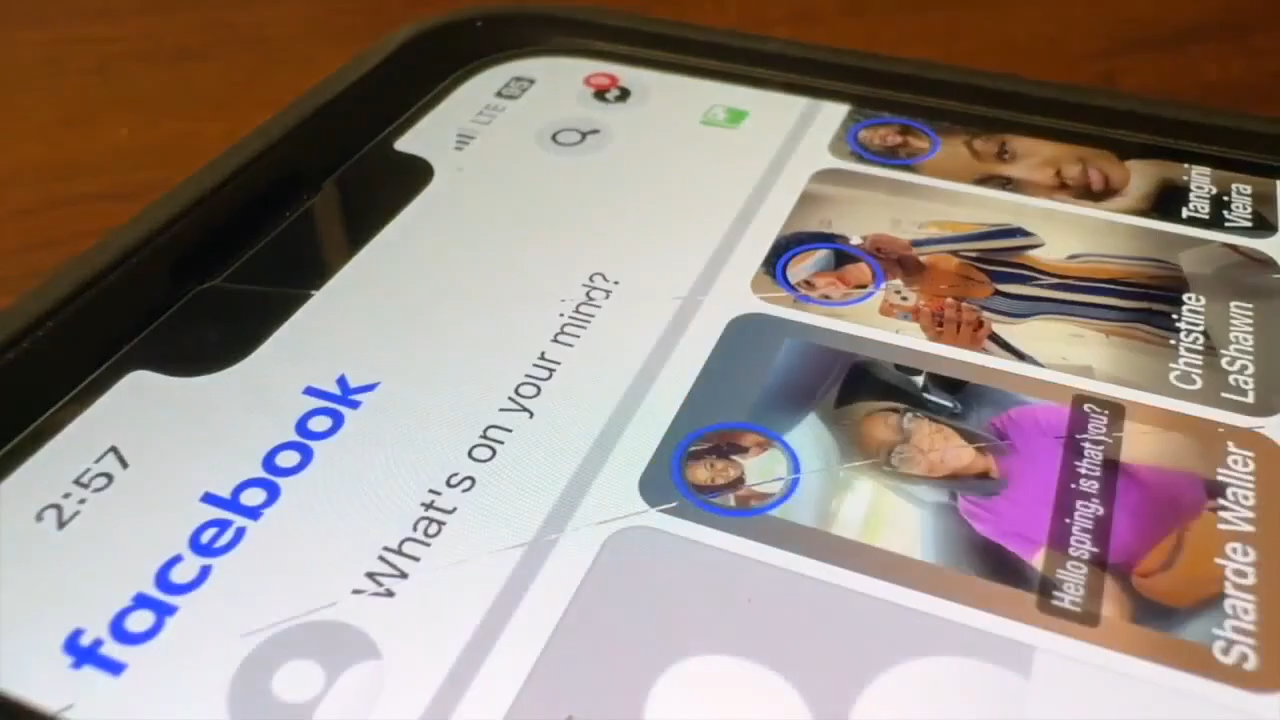 2:57
LTE 85
facebook
What's on your mind?
Hello spring, is that you?
Sharde Waller
Christine
LaShawn
Tangini
Vieira